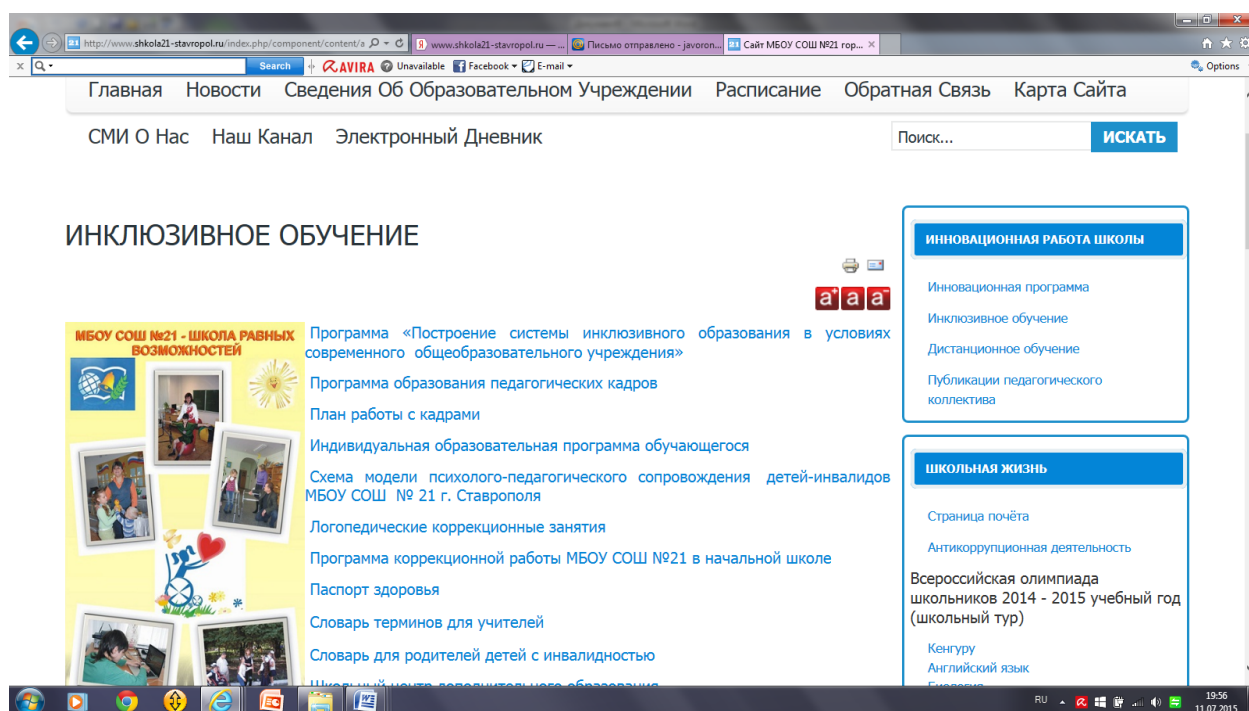 http://www.shkola21-stavropol.ru/index.php/component/content/a
www.shkola21-stavropol.ru — ...
Письмо отправлено - javoron...
Сайт МБОУ СОШ №21 гор...
Search
AVIRA
Unavailable
Facebook
E-mail
Options
Главная Новости Сведения Об Образовательном Учреждении Расписание Обратная Связь Карта Сайта
СМИ О Нас Наш Канал Электронный Дневник
Поиск...
ИСКАТЬ
ИНКЛЮЗИВНОЕ ОБУЧЕНИЕ
a+ a a-
МБОУ СОШ №21 - ШКОЛА РАВНЫХ
ВОЗМОЖНОСТЕЙ
Программа «Построение системы инклюзивного образования в условиях
современного общеобразовательного учреждения»
Программа образования педагогических кадров
План работы с кадрами
Индивидуальная образовательная программа обучающегося
Схема модели психолого-педагогического сопровождения детей-инвалидов
МБОУ СОШ № 21 г. Ставрополя
Логопедические коррекционные занятия
Программа коррекционной работы МБОУ СОШ №21 в начальной школе
Паспорт здоровья
Словарь терминов для учителей
Словарь для родителей детей с инвалидностью
Школьный центр дополнительного образования
ИННОВАЦИОННАЯ РАБОТА ШКОЛЫ
Инновационная программа
Инклюзивное обучение
Дистанционное обучение
Публикации педагогического
коллектива
ШКОЛЬНАЯ ЖИЗНЬ
Страница почёта
Антикоррупционная деятельность
Всероссийская олимпиада
школьников 2014 - 2015 учебный год
(школьный тур)
Кенгуру
Английский язык
Биология
RU
19:56
11.07.2015